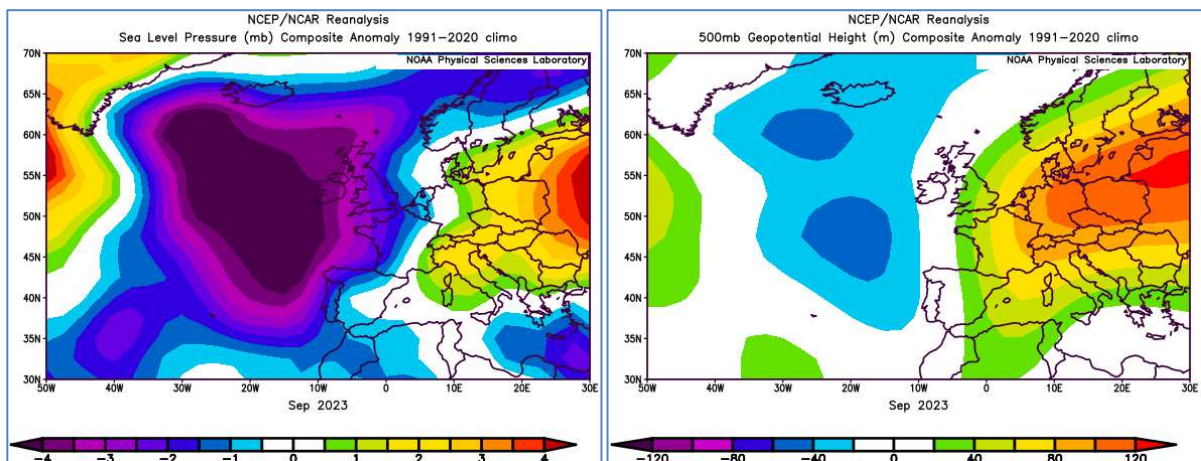 NCEP/NCAR Reanalysis
Sea Level Pressure (mb) Composite Anomaly 1991-2020 climo
NOAA Physical Sciences Laboratory
70N
65N
60N
55N
50N
45N
40N
35N
30N
50W 40W 30W 20W 10W 0 10E 20E 30E
Sep 2023
-4 -3 -2 -1 0 1 2 3 4
NCEP/NCAR Reanalysis
500mb Geopotential Height (m) Composite Anomaly 1991-2020 climo
NOAA Physical Sciences Laboratory
70N
65N
60N
55N
50N
45N
40N
35N
30N
50W 40W 30W 20W 10W 0 10E 20E 30E
Sep 2023
-120 -80 -40 0 40 80 120